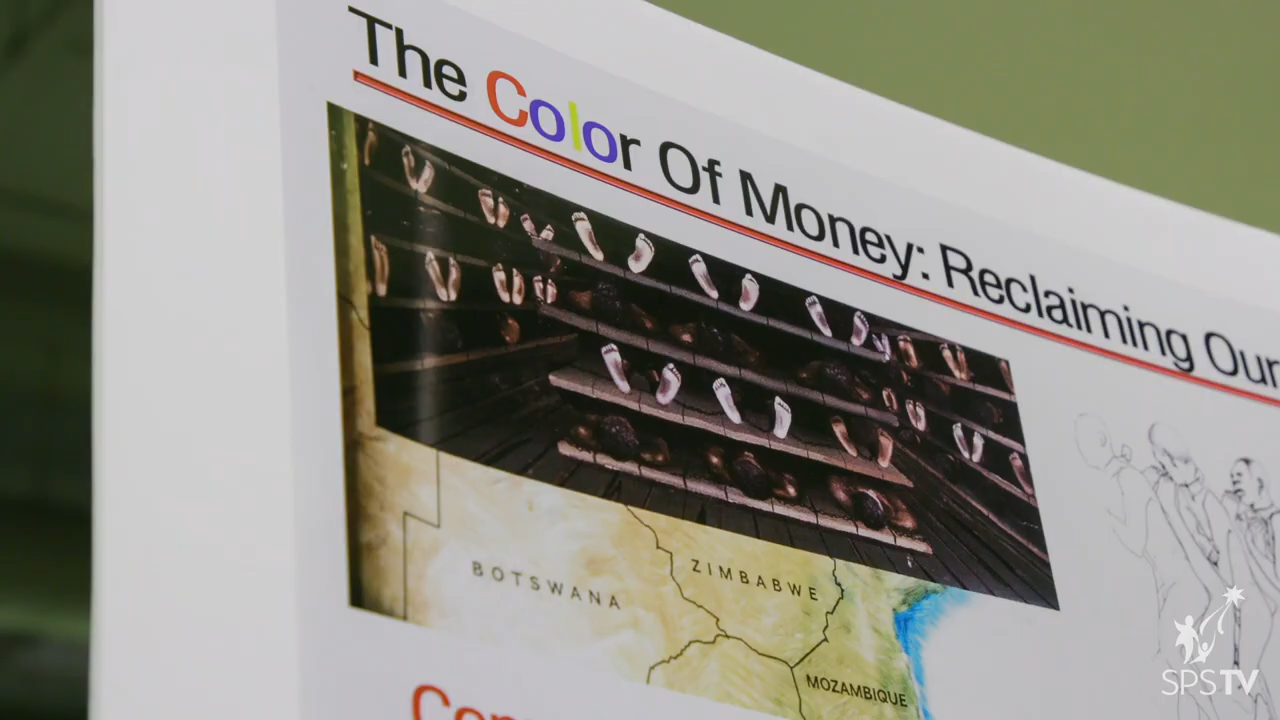 The Color Of Money: Reclaiming Our
BOTSWANA
ZIMBABWE
MOZAMBIQUE
SPSTV